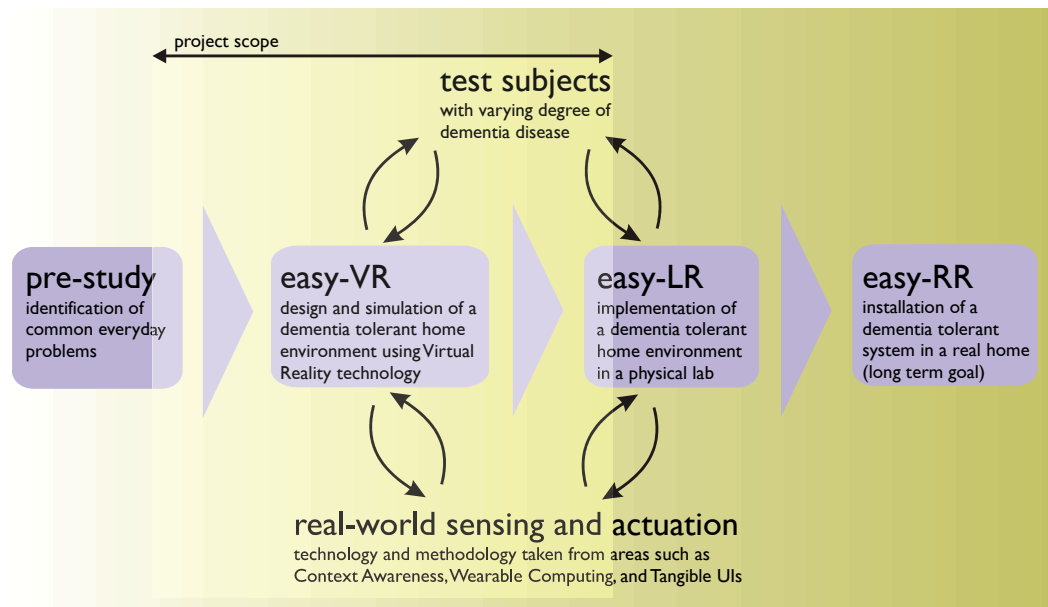 project scope
test subjects
with varying degree of
dementia disease
pre-study
identification of
common everyday
problems
easy-VR
design and simulation of a
dementia tolerant home
environment using Virtual
Reality technology
easy-LR
implementation of
a dementia tolerant
home environment
in a physical lab
easy-RR
installation of a
dementia tolerant
system in a real home
(long term goal)
real-world sensing and actuation
technology and methodology taken from areas such as
Context Awareness, Wearable Computing, and Tangible UIs